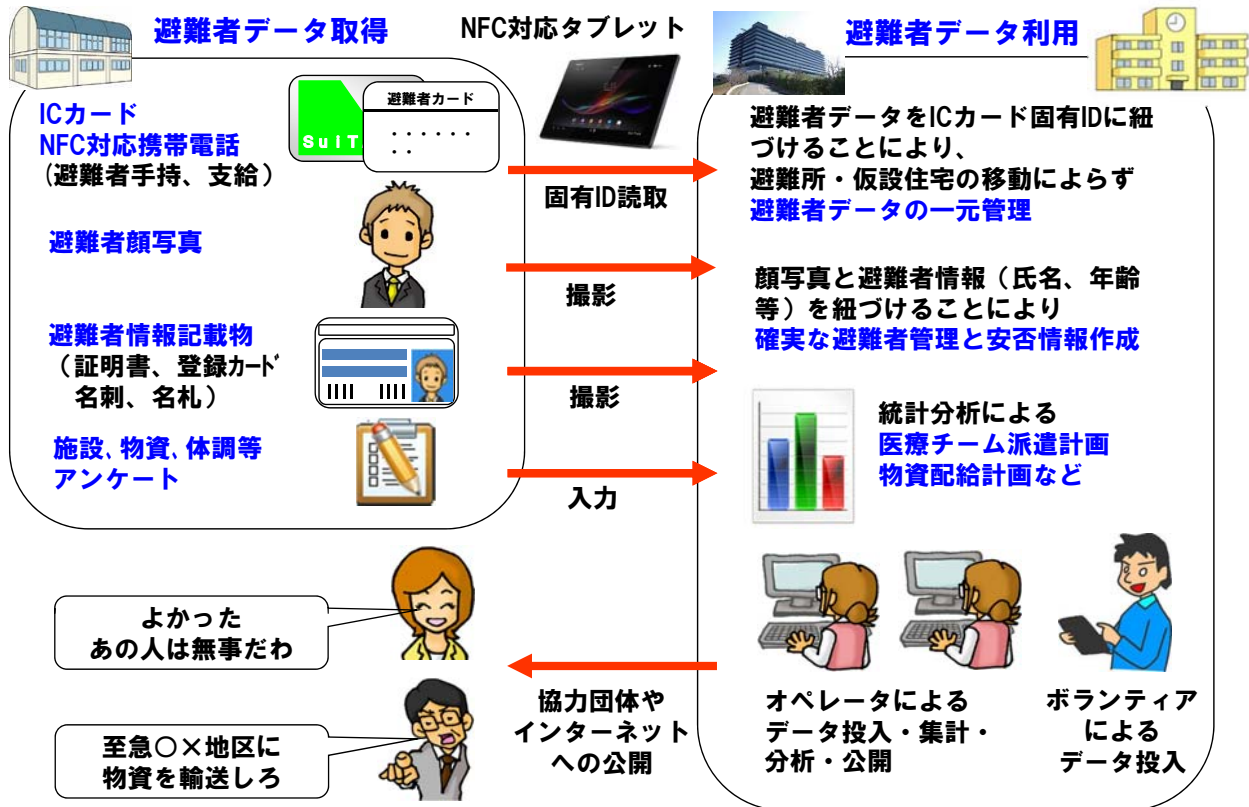 避難者データ取得
NFC対応タブレット
避難者データ利用
ICカード
NFC対応携帯電話
(避難者手持、支給)
SuIT
避難者カード
・・・・・・
・・
固有ID読取
避難者データをICカード固有IDに紐
づけることにより、
避難所・仮設住宅の移動によらず
避難者データの一元管理
避難者顔写真
撮影
顔写真と避難者情報(氏名、年齢
等)を紐づけることにより
確実な避難者管理と安否情報作成
避難者情報記載物
(証明書、登録カード
名刺、名札)
撮影
施設、物資、体調等
アンケート
入力
統計分析による
医療チーム派遣計画
物資配給計画など
よかった
あの人は無事だわ
至急○×地区に
物資を輸送しろ
協力団体や
インターネット
への公開
オペレータによる
データ投入・集計・
分析・公開
ボランティア
による
データ投入